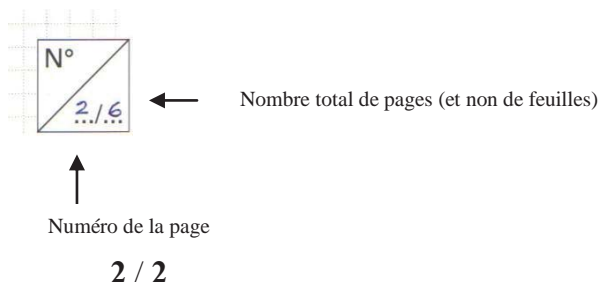 N°
2/6
Nombre total de pages (et non de feuilles)
Numéro de la page
2 / 2